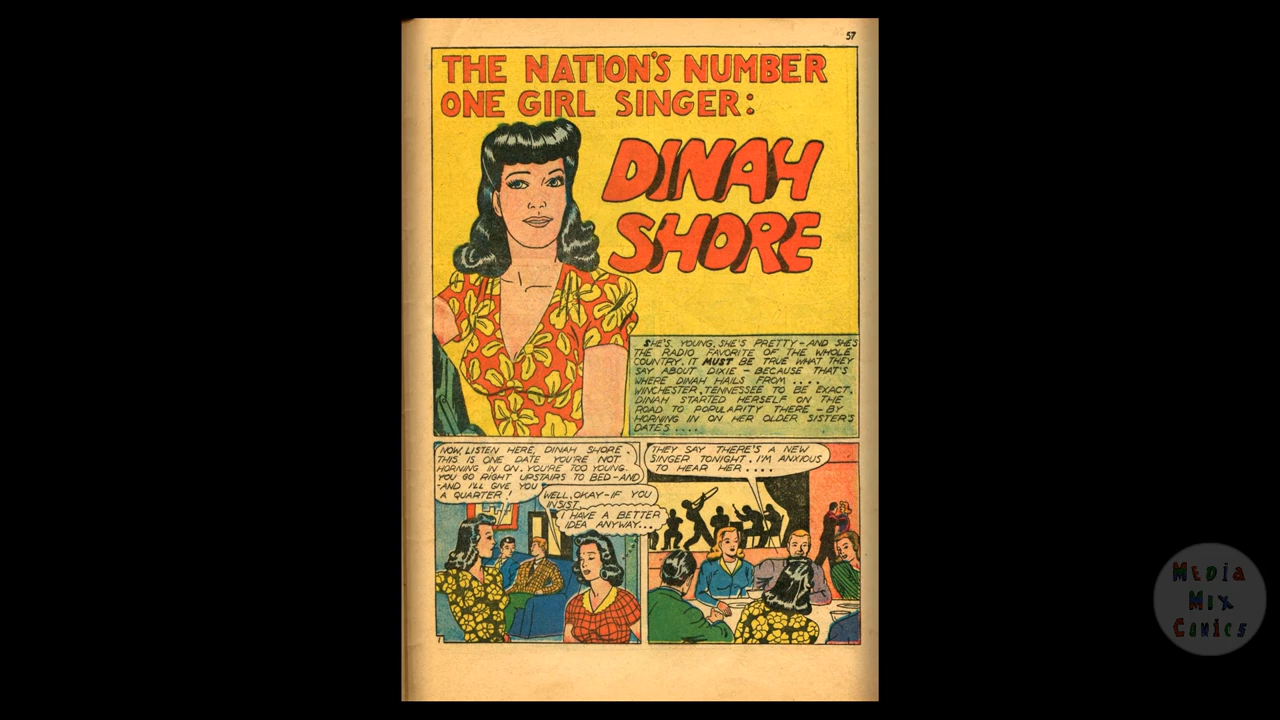 57
THE NATION'S NUMBER
ONE GIRL SINGER:
DINAH
SHORE
SHE'S YOUNG, SHE'S PRETTY - AND SHE'S
THE RADIO FAVORITE OF THE WHOLE
COUNTRY. IT MUST BE TRUE WHAT THEY
SAY ABOUT DIXIE - BECAUSE THAT'S
WHERE DINAH HAILS FROM ....
WINCHESTER, TENNESSEE TO BE EXACT.
DINAH STARTED HERSELF ON THE
ROAD TO POPULARITY THERE - BY
HORNING IN ON HER OLDER SISTER'S
DATES ....
NOW, LISTEN HERE, DINAH SHORE.
THIS IS ONE DATE YOU'RE NOT
HORNING IN ON. YOU'RE TOO YOUNG.
YOU GO RIGHT UPSTAIRS TO BED - AND
- AND I'LL GIVE YOU
A QUARTER!
WELL, OKAY - IF YOU
INSIST.
I HAVE A BETTER
IDEA ANYWAY...
THEY SAY THERE'S A NEW
SINGER TONIGHT. I'M ANXIOUS
TO HEAR HER ....
MEDIA
MIX
COMICS